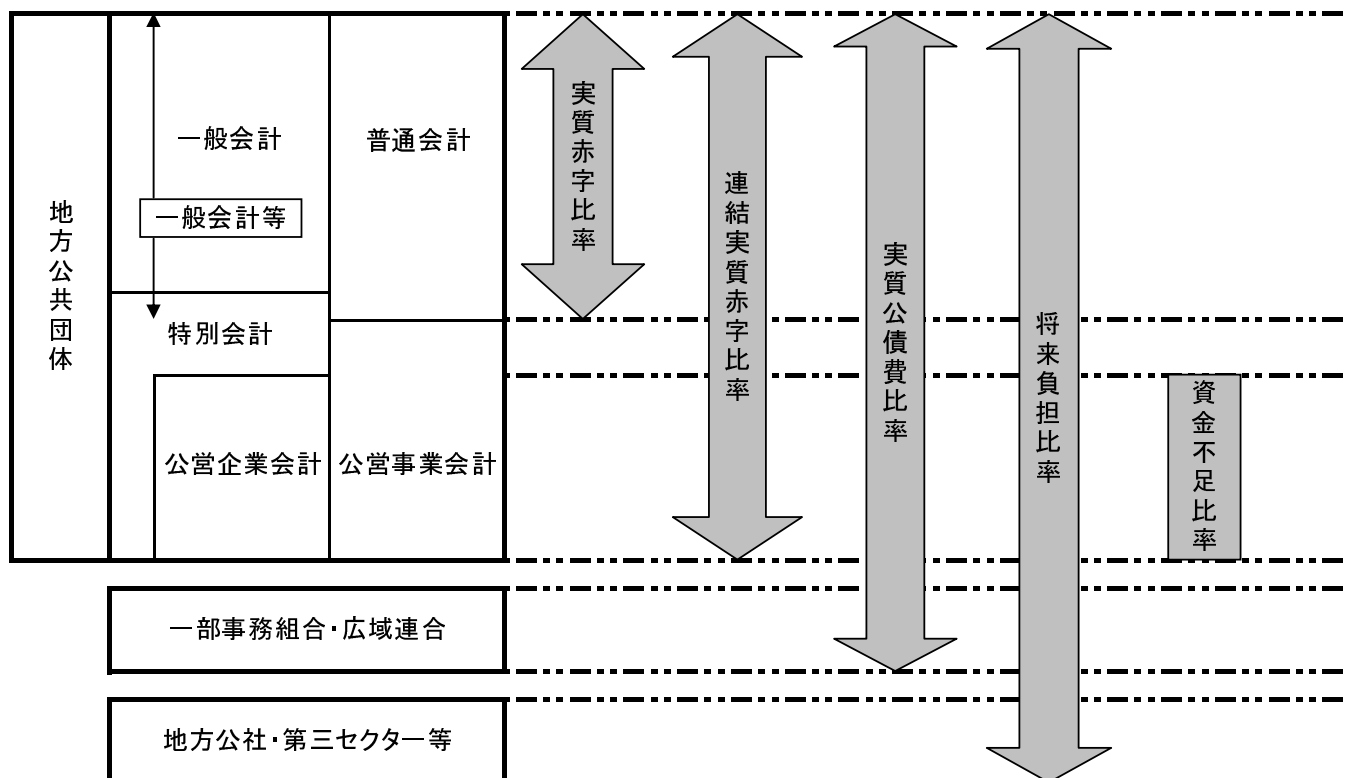 地方公共団体
一般会計
一般会計等
特別会計
公営企業会計
普通会計
公営事業会計
一部事務組合・広域連合
地方公社・第三セクター等
実質赤字比率
連結実質赤字比率
実質公債費比率
将来負担比率
資金不足比率